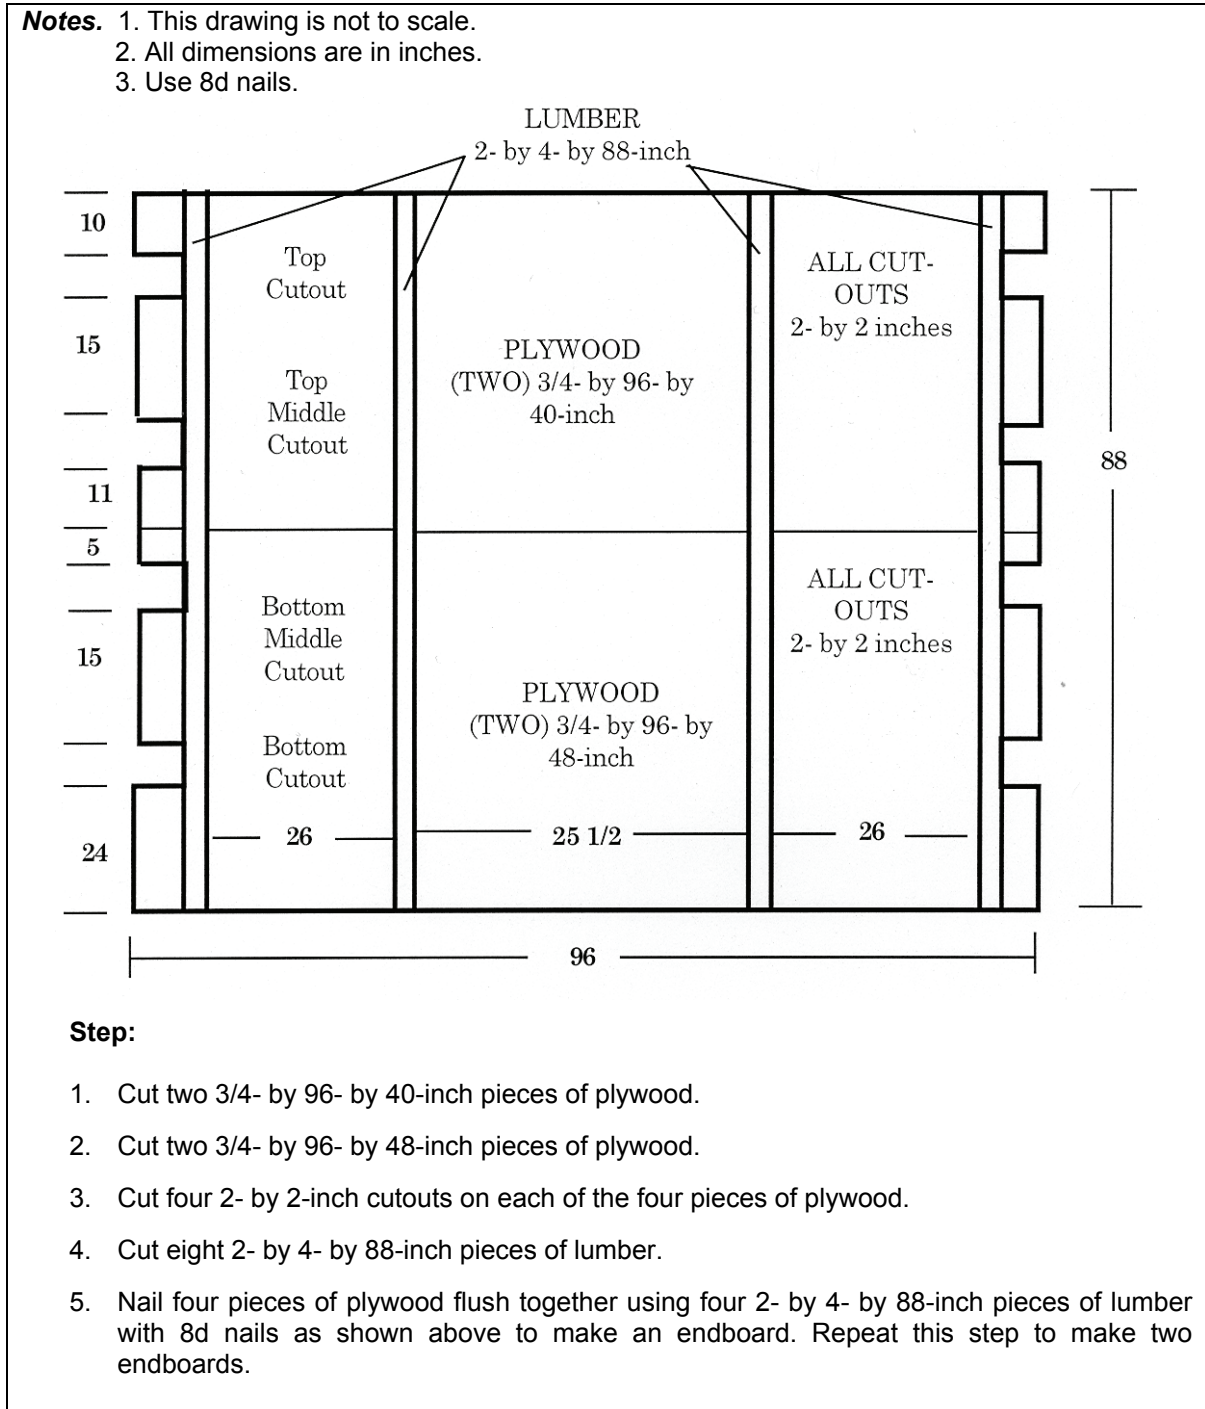 Notes. 1. This drawing is not to scale.
2. All dimensions are in inches.
3. Use 8d nails.
LUMBER
2- by 4- by 88-inch
10
15
11
5
15
24
Top
Cutout
Top
Middle
Cutout
Bottom
Middle
Cutout
Bottom
Cutout
PLYWOOD
(TWO) 3/4- by 96- by
40-inch
PLYWOOD
(TWO) 3/4- by 96- by
48-inch
ALL CUT-
OUTS
2- by 2 inches
ALL CUT-
OUTS
2- by 2 inches
88
26
25 1/2
26
96
Step:
1. Cut two 3/4- by 96- by 40-inch pieces of plywood.
2. Cut two 3/4- by 96- by 48-inch pieces of plywood.
3. Cut four 2- by 2-inch cutouts on each of the four pieces of plywood.
4. Cut eight 2- by 4- by 88-inch pieces of lumber.
5. Nail four pieces of plywood flush together using four 2- by 4- by 88-inch pieces of lumber
with 8d nails as shown above to make an endboard. Repeat this step to make two
endboards.